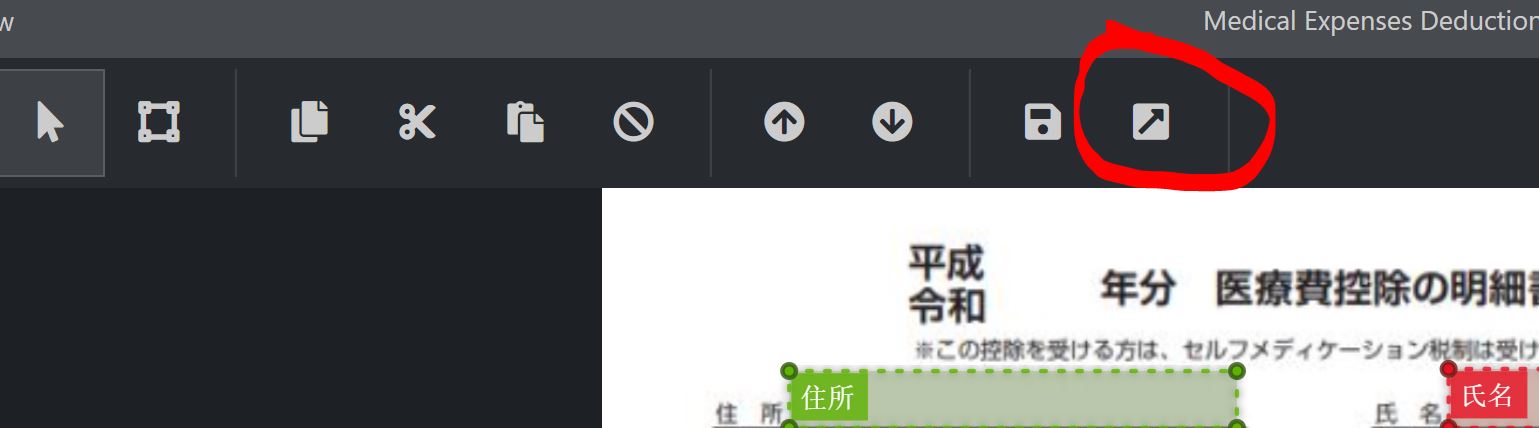 Medical Expenses Deduction
平成
令和
年分 医療費控除の明細
※この控除を受ける方は、セルフメディケーション税制は受け
住 所
住所
氏 名
氏名